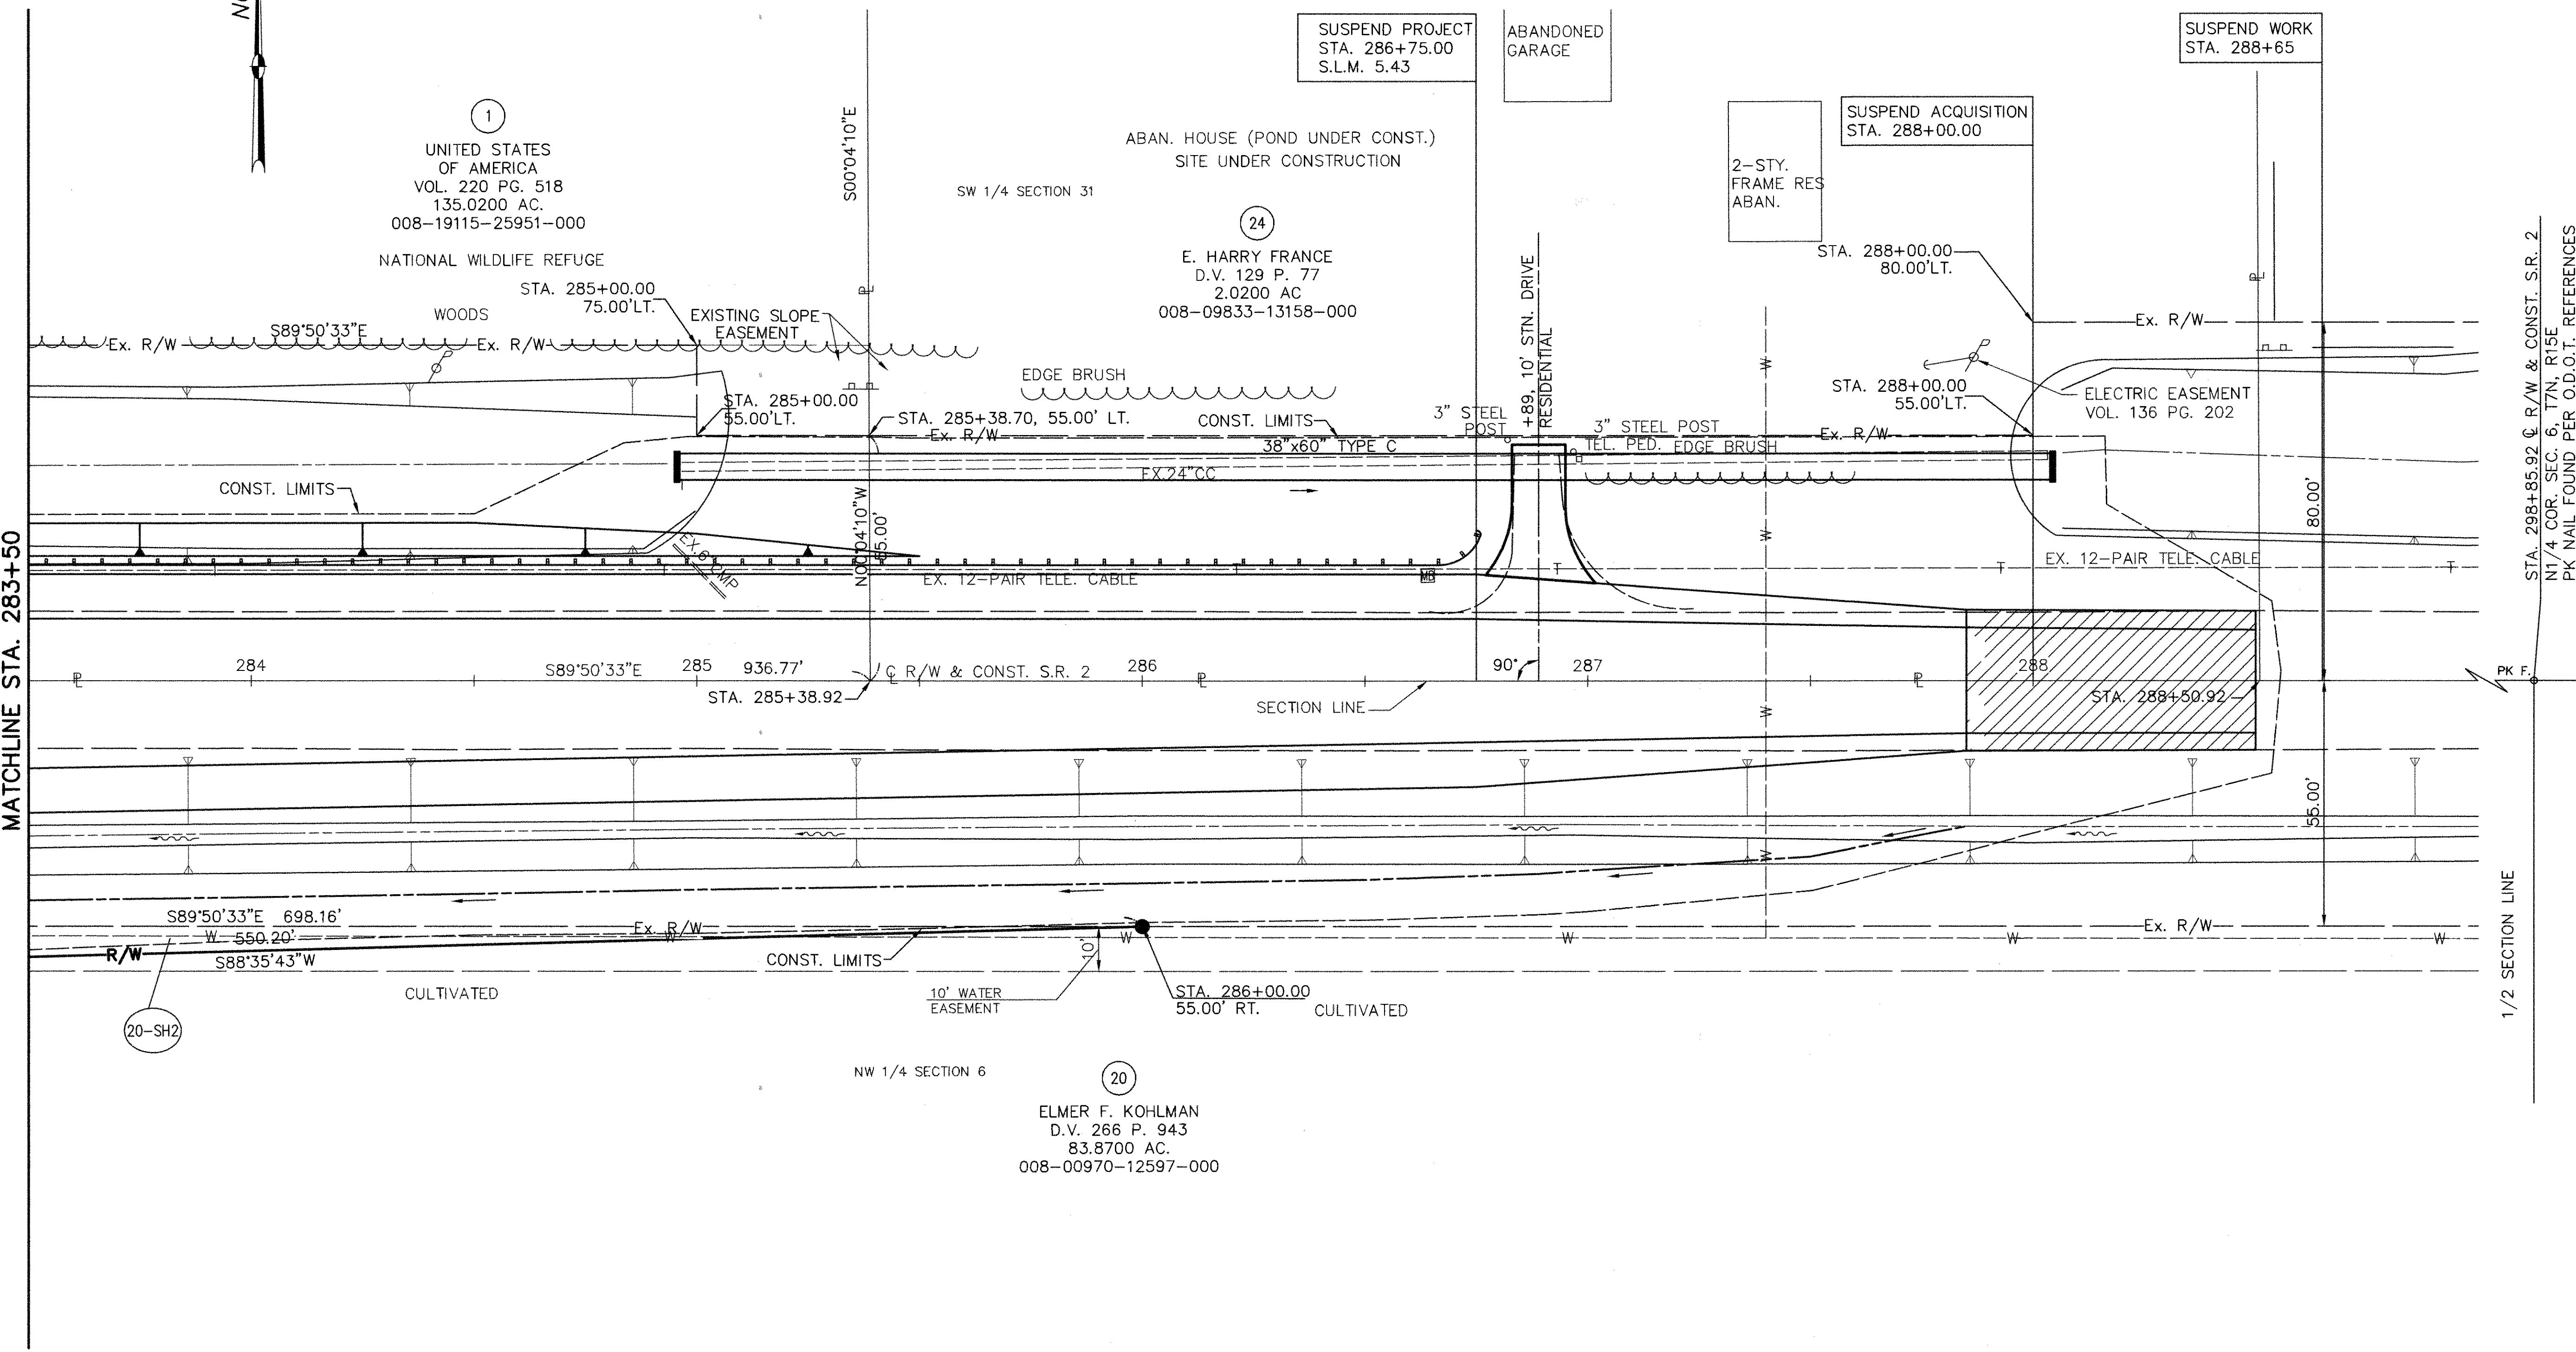 NO
SUSPEND PROJECT
STA. 286+75.00
S.L.M. 5.43
ABANDONED
GARAGE
SUSPEND WORK
STA. 288+65
SUSPEND ACQUISITION
STA. 288+00.00
1
UNITED STATES
OF AMERICA
VOL. 220 PG. 518
135.0200 AC.
008-19115-25951-000
NATIONAL WILDLIFE REFUGE
S00°04'10"E
ABAN. HOUSE (POND UNDER CONST.)
SITE UNDER CONSTRUCTION
SW 1/4 SECTION 31
2-STY.
FRAME RES
ABAN.
24
E. HARRY FRANCE
D.V. 129 P. 77
2.0200 AC
008-09833-13158-000
STA. 288+00.00
80.00'LT.
STA. 285+00.00
75.00'LT.
WOODS
EXISTING SLOPE
EASEMENT
S89°50'33"E
Ex. R/W
Ex. R/W
Ex. R/W
EDGE BRUSH
+89, 10' STN. DRIVE
RESIDENTIAL
W
STA. 288+00.00
55.00'LT.
ELECTRIC EASEMENT
VOL. 136 PG. 202
STA. 285+00.00
55.00'LT.
STA. 285+38.70, 55.00' LT.
CONST. LIMITS
3" STEEL
POST
3" STEEL POST
TEL. PED. EDGE BRUSH
Ex. R/W
Ex. R/W
38"x60" TYPE C
EX.24"CC
CONST. LIMITS
N00°04'10"W
55.00'
80.00'
EX.6"CMP
W
EX. 12-PAIR TELE. CABLE
MB
T
T
T
T
EX. 12-PAIR TELE. CABLE
MATCHLINE STA. 283+50
284
S89°50'33"E
285
936.77'
℄ R/W & CONST. S.R. 2
286
90°
287
288
PK F.
STA. 285+38.92
SECTION LINE
STA. 288+50.92
W
W
55.00'
STA. 298+85.92 ℄ R/W & CONST. S.R. 2
N1/4 COR. SEC. 6, T7N, R15E
PK NAIL FOUND PER O.D.O.T. REFERENCES
1/2 SECTION LINE
S89°50'33"E 698.16'
W
550.20'
Ex. R/W
W
W
W
W
Ex. R/W
W
R/W
S88°35'43"W
CONST. LIMITS
10'
CULTIVATED
10' WATER
EASEMENT
STA. 286+00.00
55.00' RT.
CULTIVATED
20-SH2
NW 1/4 SECTION 6
20
ELMER F. KOHLMAN
D.V. 266 P. 943
83.8700 AC.
008-00970-12597-000